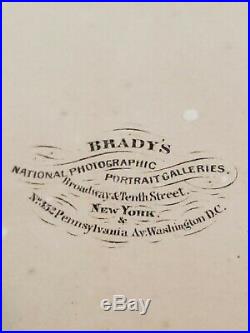 BRADY'S
NATIONAL PHOTOGRAPHIC
PORTRAIT GALLERIES.
Broadway & Tenth Street.
NEW YORK.
&
No. 352 Pennsylvania Av. Washington D.C.